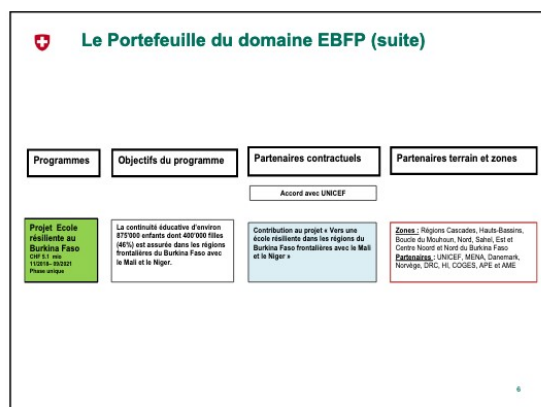 Le Portefeuille du domaine EBFP (suite)
Programmes
Objectifs du programme
Partenaires contractuels
Partenaires terrain et zones
Accord avec UNICEF
Projet Ecole
résiliente au
Burkina Faso
CHF 5.1 mio
11/2018– 05/2021
Phase unique
La continuité éducative d'environ
875'000 enfants dont 400'000 filles
(46%) est assurée dans les régions
frontalières du Burkina Faso avec
le Mali et le Niger.
Contribution au projet « Vers une
école résiliente dans les régions du
Burkina Faso frontalières avec le Mali
et le Niger »
Zones : Régions Cascades, Hauts-Bassins,
Boucle du Mouhoun, Nord, Sahel, Est et
Centre Noord et Nord du Burkina Faso
Partenaires : UNICEF, MENA, Danemark,
Norvège, DRC, HI, COGES, APE et AME
6